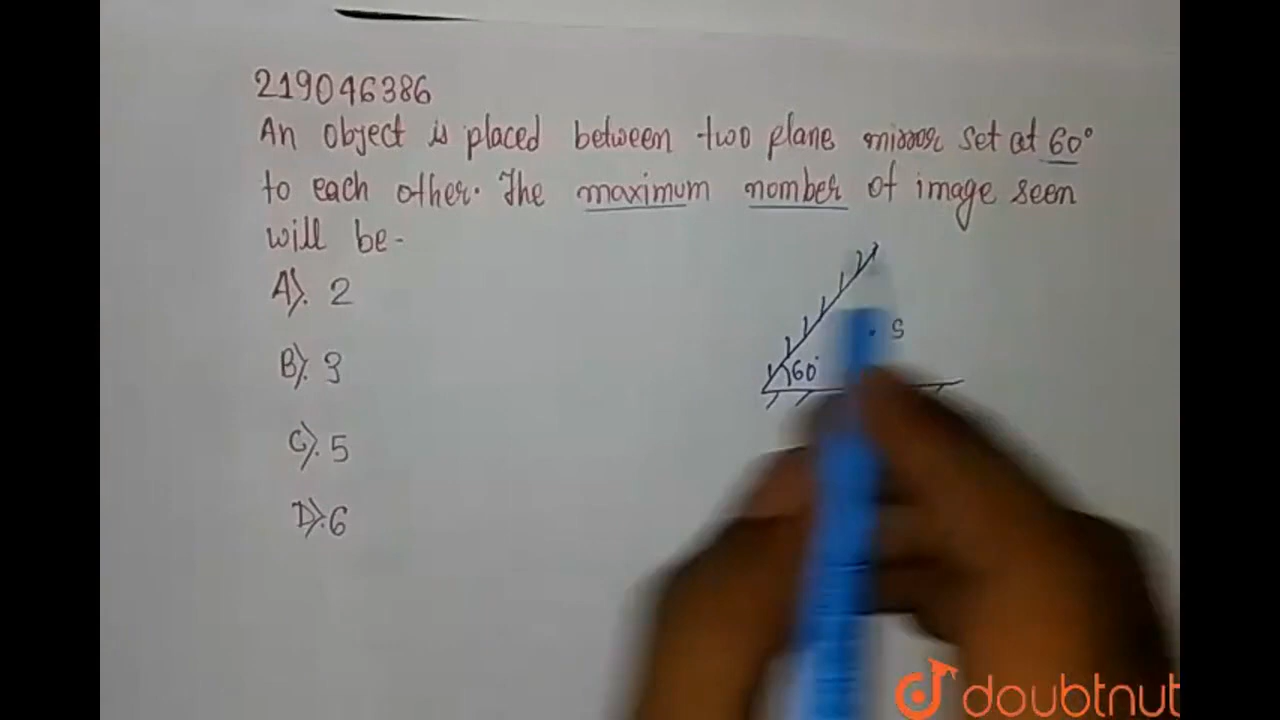 219046386
An object is placed between two plane mirror set at 60°
to each other. The maximum nomber of image seen
will be-
A). 2
B). 3
C). 5
D). 6
60°
S
doubtnut